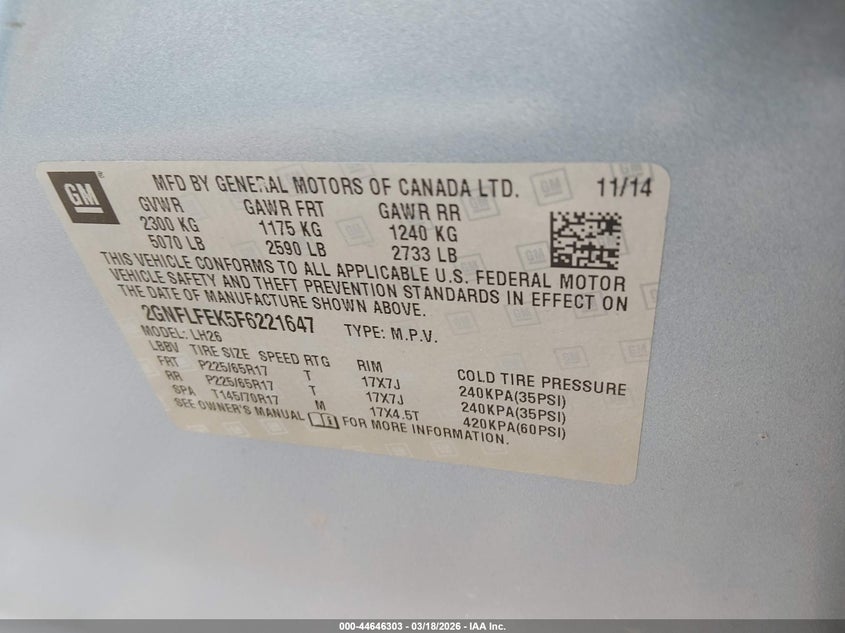 GM ®
MFD BY GENERAL MOTORS OF CANADA LTD. 11/14
GVWR GAWR FRT GAWR RR
2300 KG 1175 KG 1240 KG
5070 LB 2590 LB 2733 LB
THIS VEHICLE CONFORMS TO ALL APPLICABLE U.S. FEDERAL MOTOR
VEHICLE SAFETY AND THEFT PREVENTION STANDARDS IN EFFECT ON
THE DATE OF MANUFACTURE SHOWN ABOVE.
2GNFLFEK5F6221647 TYPE: M.P.V.
MODEL: LH26
LBBV TIRE SIZE SPEED RTG RIM COLD TIRE PRESSURE
FRT P225/65R17 T 17X7J 240KPA(35PSI)
RR P225/65R17 T 17X7J 240KPA(35PSI)
SPA T145/70R17 M 17X4.5T 420KPA(60PSI)
SEE OWNER'S MANUAL FOR MORE INFORMATION.
000-44646303 - 03/18/2026 - IAA Inc.